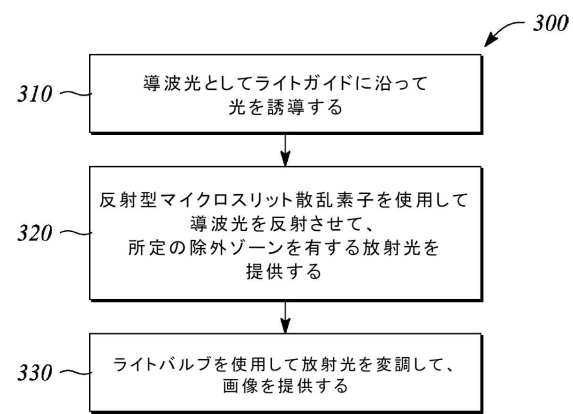 300
310
導波光としてライトガイドに沿って
光を誘導する
320
反射型マイクロスリット散乱素子を使用して
導波光を反射させて、
所定の除外ゾーンを有する放射光を
提供する
330
ライトバルブを使用して放射光を変調して、
画像を提供する